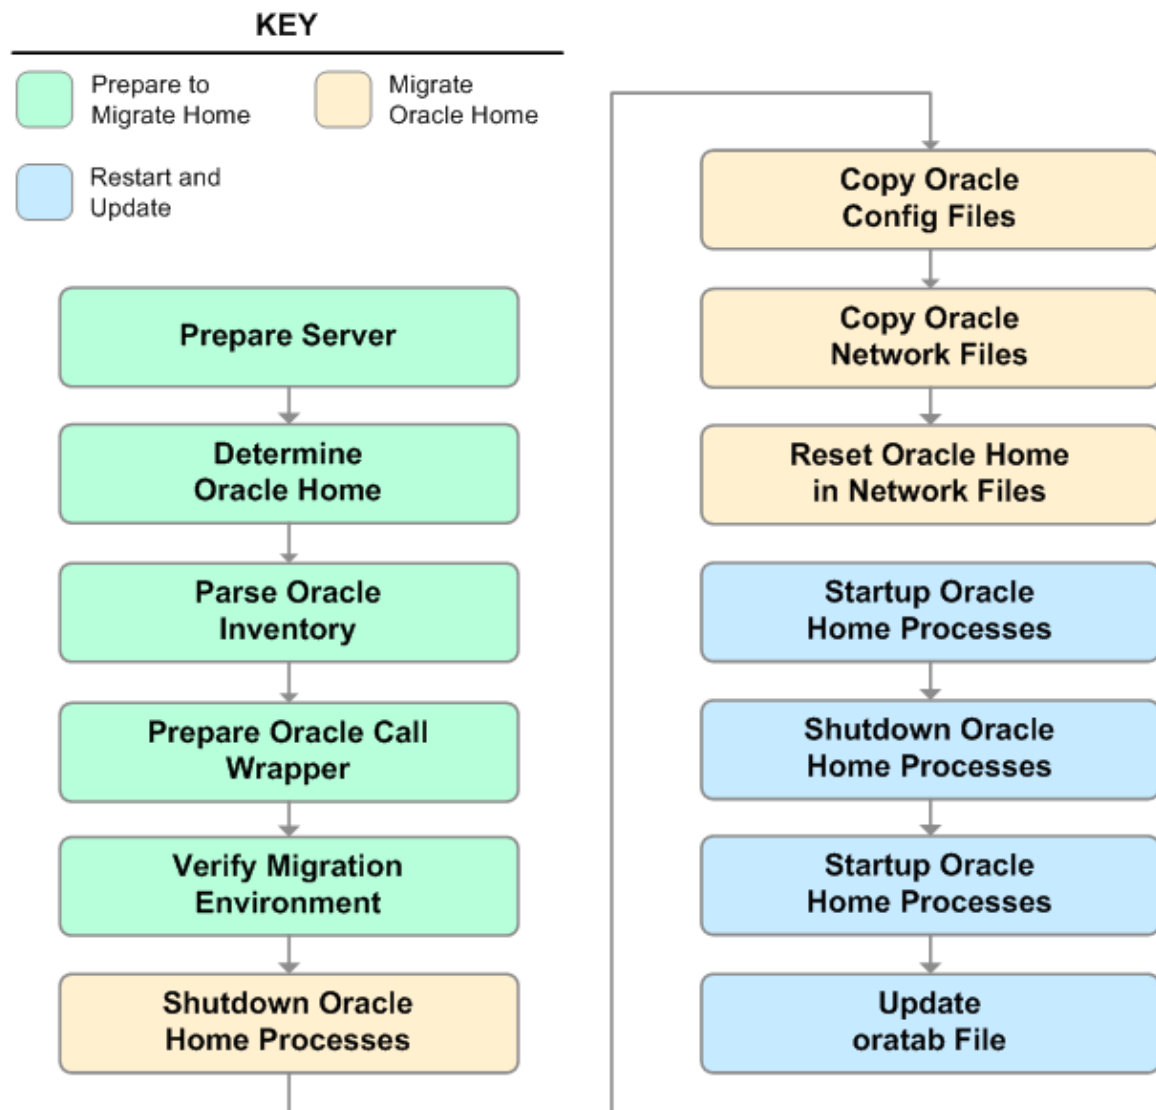 KEY
Prepare to
Migrate Home
Migrate
Oracle Home
Restart and
Update
Prepare Server
Determine
Oracle Home
Parse Oracle
Inventory
Prepare Oracle Call
Wrapper
Verify Migration
Environment
Shutdown Oracle
Home Processes
Copy Oracle
Config Files
Copy Oracle
Network Files
Reset Oracle Home
in Network Files
Startup Oracle
Home Processes
Shutdown Oracle
Home Processes
Startup Oracle
Home Processes
Update
oratab File